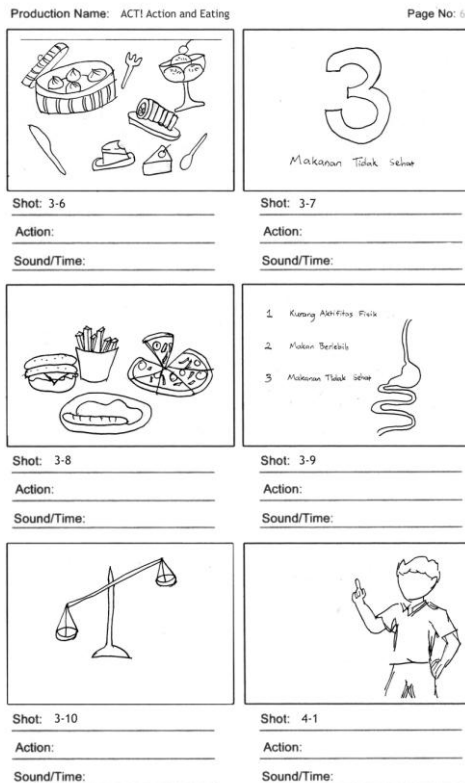 Production Name: ACT! Action and Eating
Page No: 6
3
Makanan Tidak Sehat
Shot: 3-6
Shot: 3-7
Action:
Action:
Sound/Time:
Sound/Time:
1 Kurang Aktifitas Fisik
2 Makan Berlebih
3 Makanan Tidak Sehat
Shot: 3-8
Shot: 3-9
Action:
Action:
Sound/Time:
Sound/Time:
Shot: 3-10
Shot: 4-1
Action:
Action:
Sound/Time:
Sound/Time: